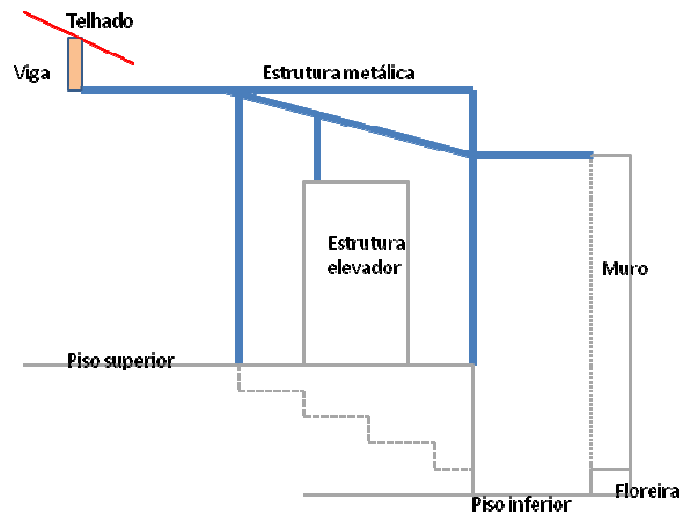 Telhado
Viga
Estrutura metálica
Estrutura
elevador
Muro
Piso superior
Floreira
Piso inferior